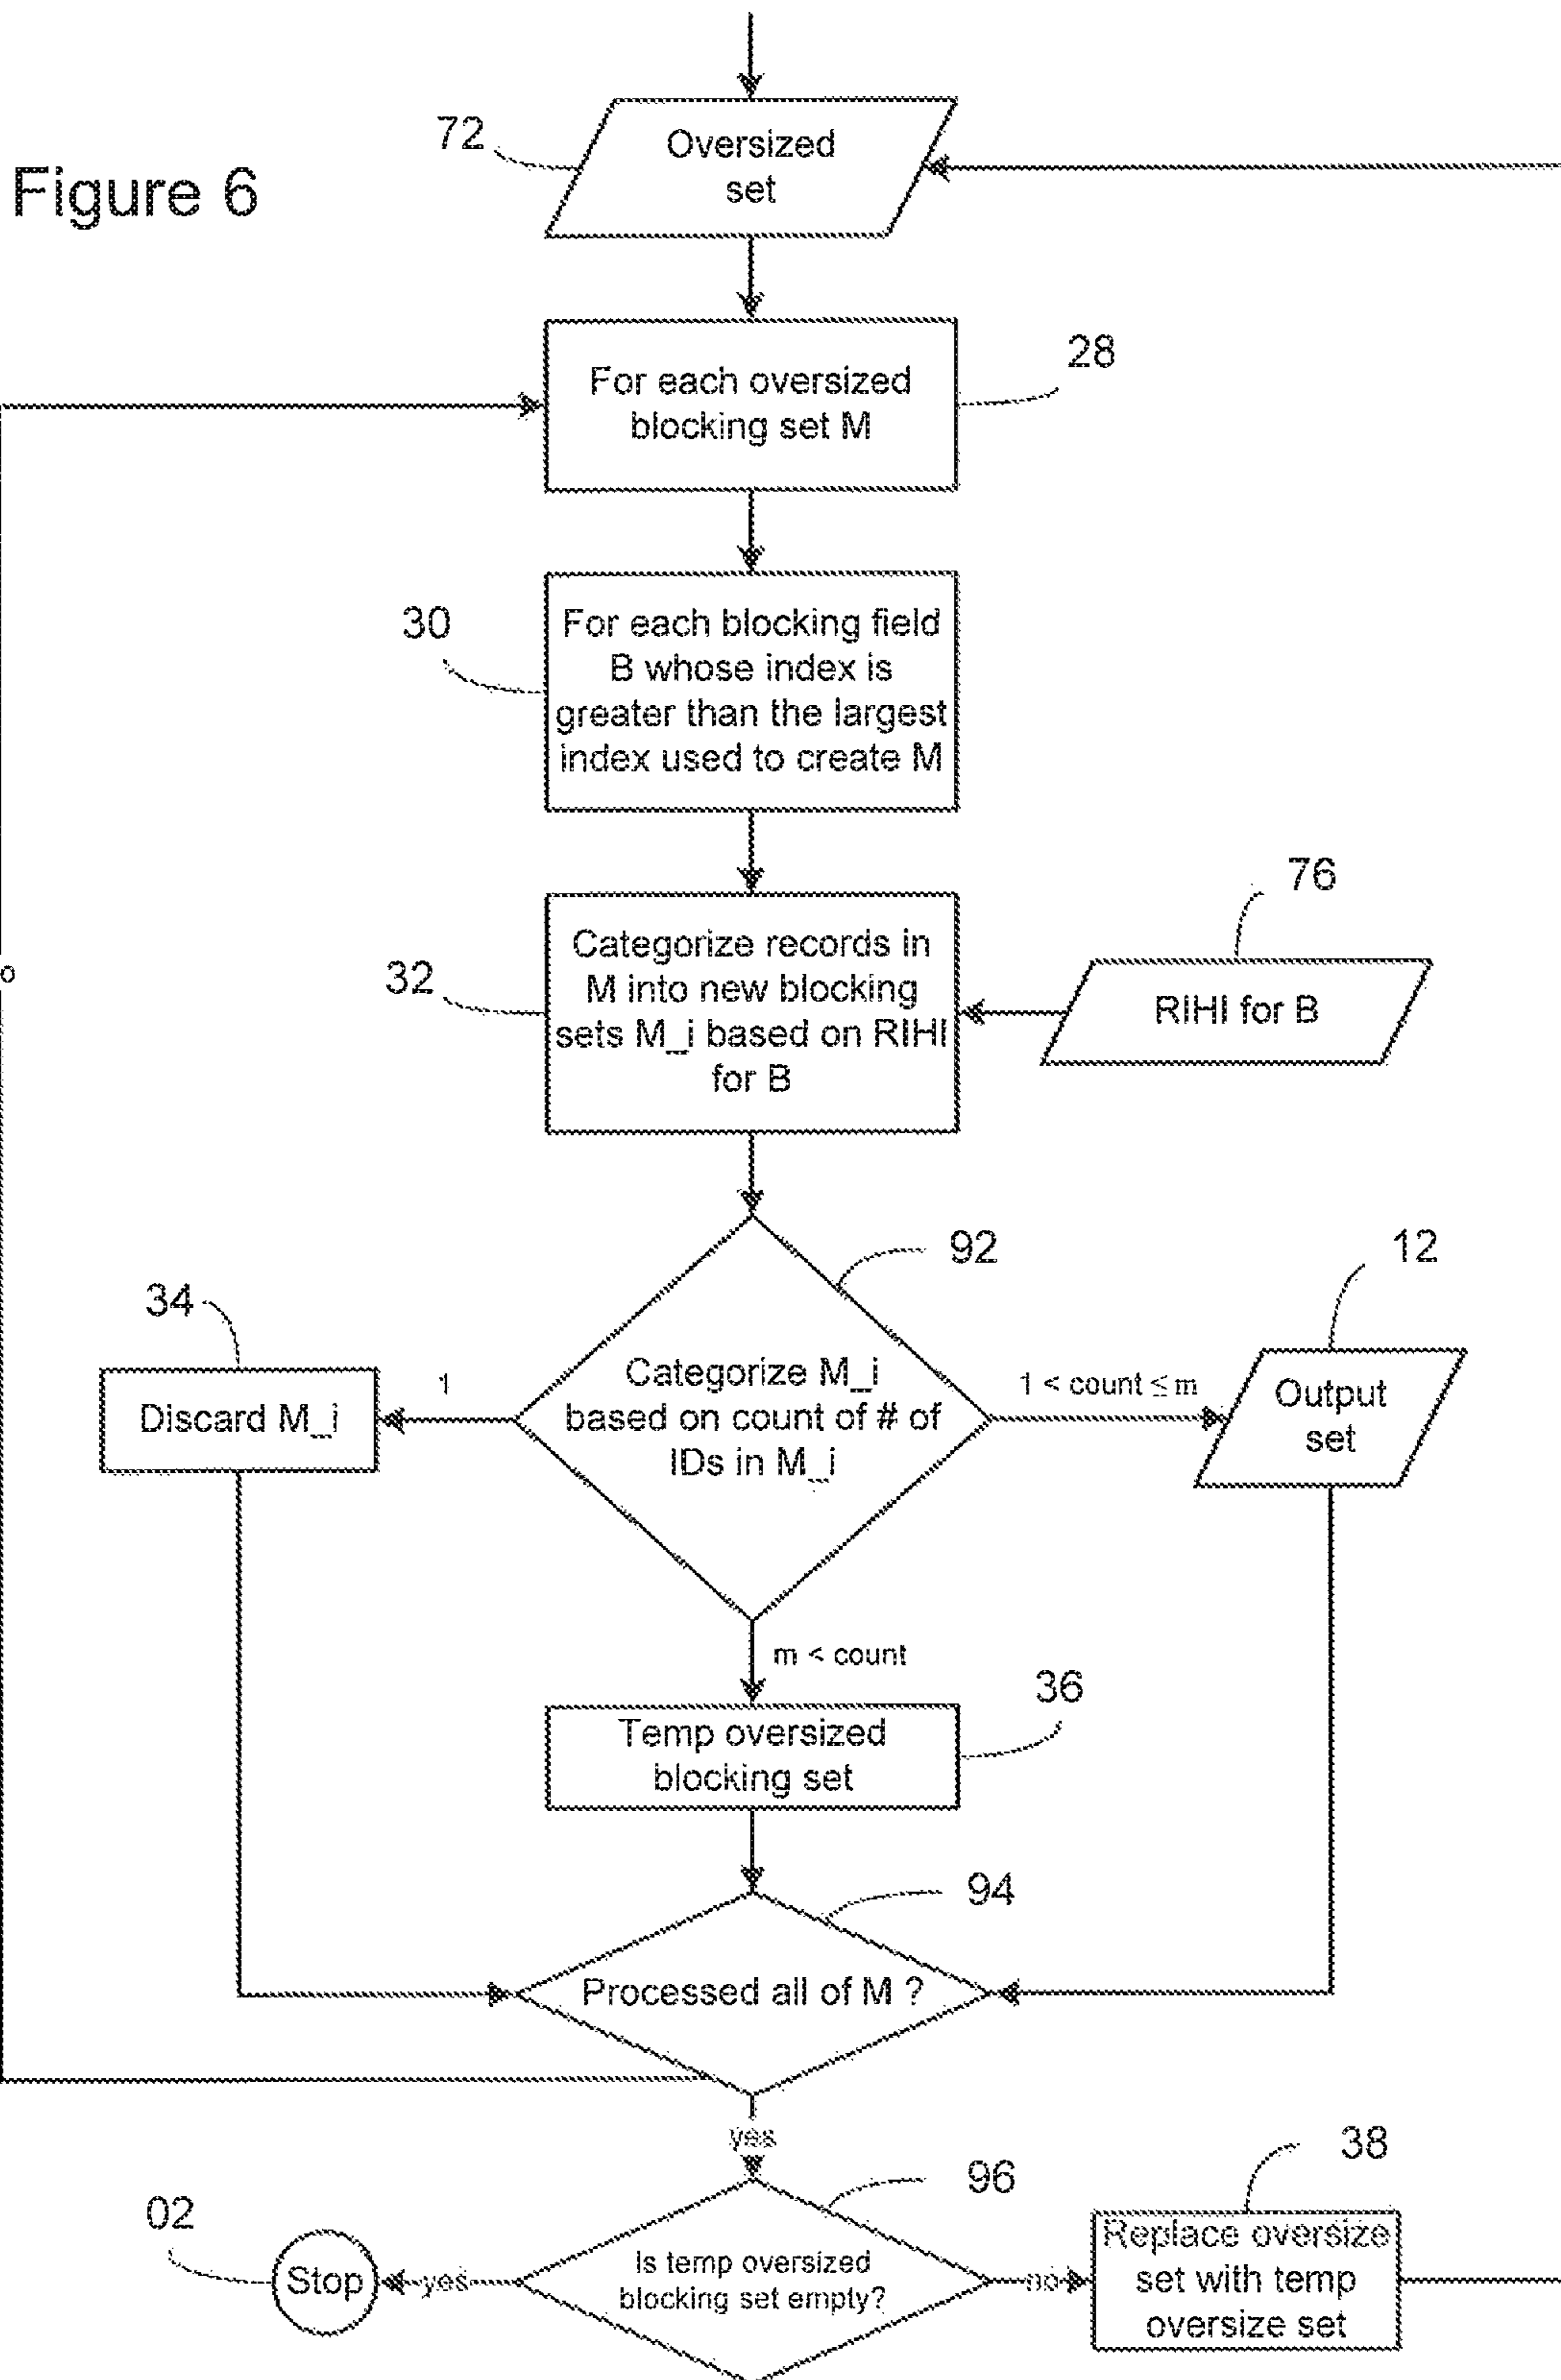 72
Oversized
set
Figure 6
28
For each oversized
blocking set M
30
For each blocking field
B whose index is
greater than the largest
index used to create M
76
32
Categorize records in
M into new blocking
sets M_i based on RIHI
for B
RIHI for B
o
92
12
34
1
Categorize M_i
based on count of # of
IDs in M_i
1 < count ≤ m
Discard M_i
Output
set
m < count
36
Temp oversized
blocking set
94
Processed all of M ?
yes
38
96
02
Stop
yes
Is temp oversized
blocking set empty?
no
Replace oversize
set with temp
oversize set